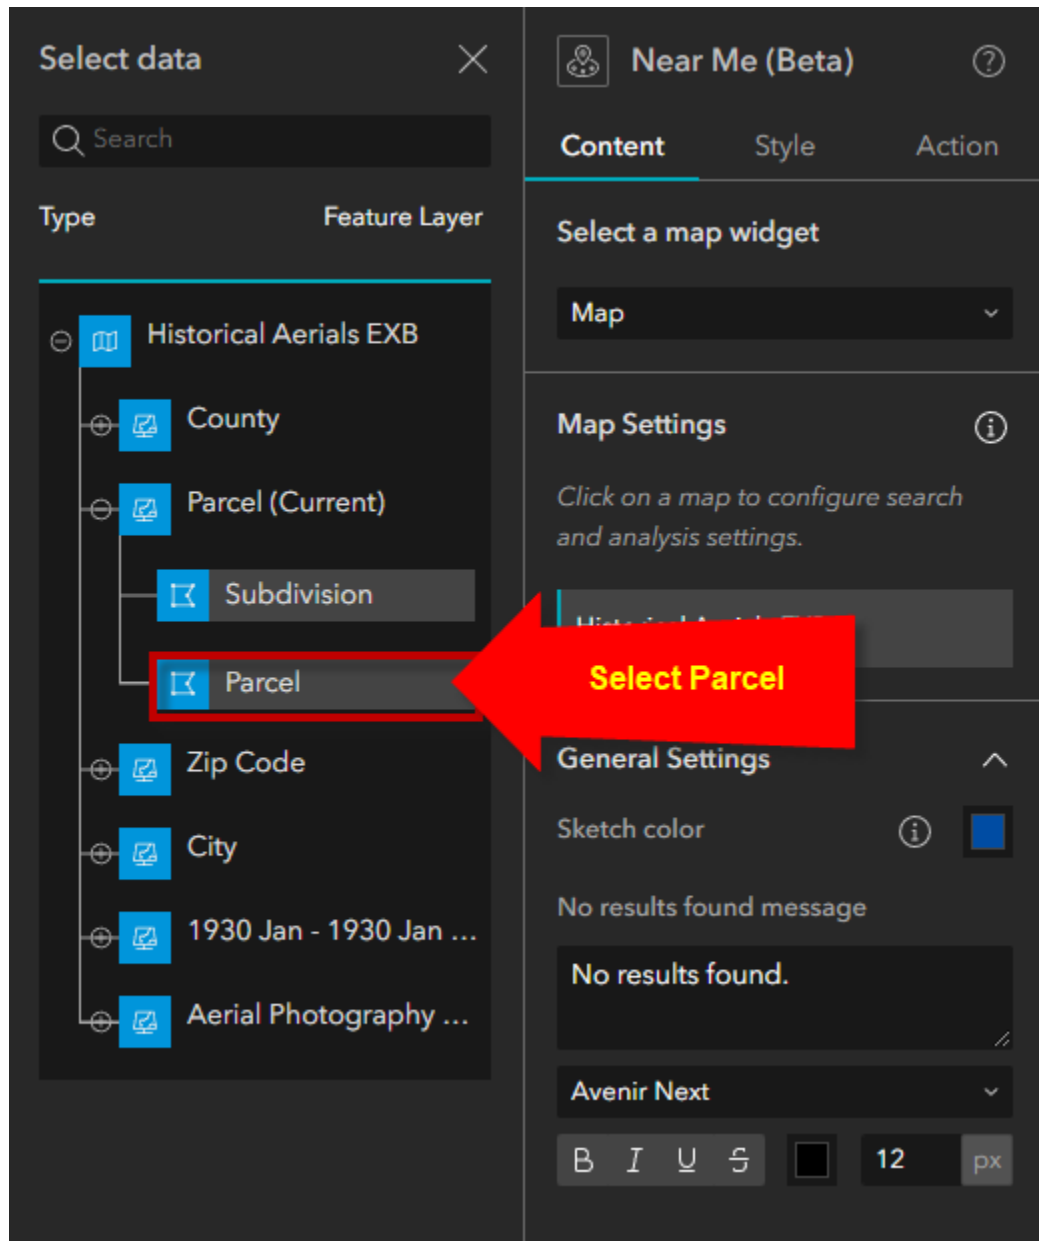 Select data
Search
Type Feature Layer
Historical Aerials EXB
County
Parcel (Current)
Subdivision
Parcel
Zip Code
City
1930 Jan - 1930 Jan ...
Aerial Photography ...
Near Me (Beta)
Content Style Action
Select a map widget
Map
Map Settings
Click on a map to configure search
and analysis settings.
Select Parcel
General Settings
Sketch color
No results found message
No results found.
Avenir Next
B I U S 12 px